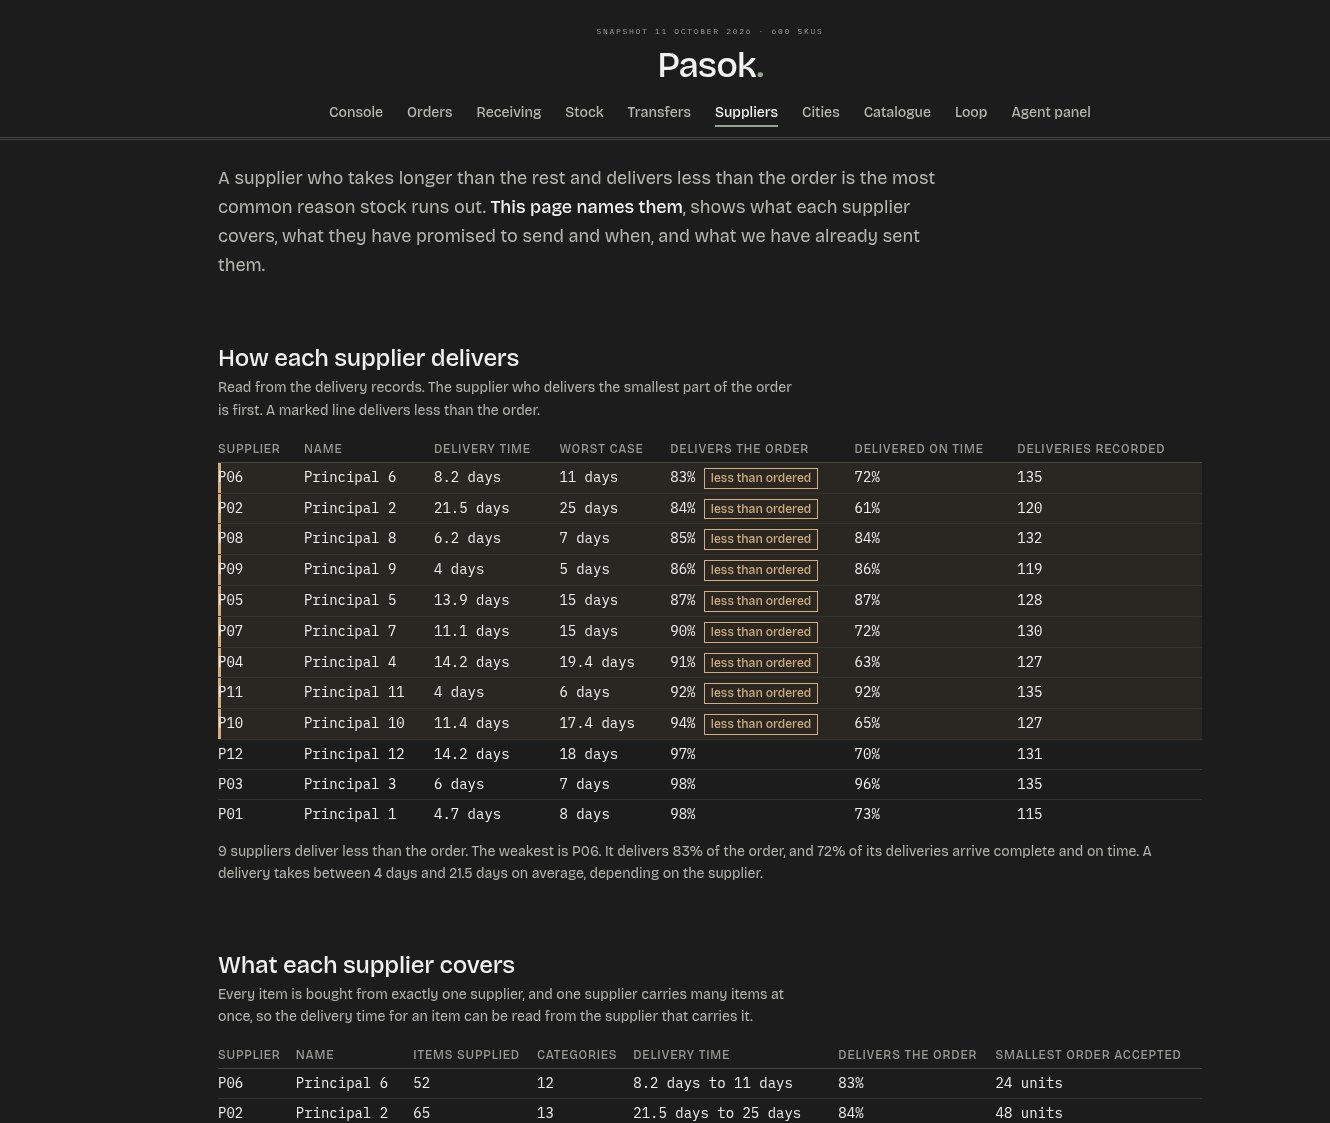 SNAPSHOT 11 OCTOBER 2026 · 600 SKUS
Pasok.
Console Orders Receiving Stock Transfers Suppliers Cities Catalogue Loop Agent panel
A supplier who takes longer than the rest and delivers less than the order is the most
common reason stock runs out. This page names them, shows what each supplier
covers, what they have promised to send and when, and what we have already sent
them.
How each supplier delivers
Read from the delivery records. The supplier who delivers the smallest part of the order
is first. A marked line delivers less than the order.
SUPPLIER NAME DELIVERY TIME WORST CASE DELIVERS THE ORDER DELIVERED ON TIME DELIVERIES RECORDED
P06 Principal 6 8.2 days 11 days 83% less than ordered 72% 135
P02 Principal 2 21.5 days 25 days 84% less than ordered 61% 120
P08 Principal 8 6.2 days 7 days 85% less than ordered 84% 132
P09 Principal 9 4 days 5 days 86% less than ordered 86% 119
P05 Principal 5 13.9 days 15 days 87% less than ordered 87% 128
P07 Principal 7 11.1 days 15 days 90% less than ordered 72% 130
P04 Principal 4 14.2 days 19.4 days 91% less than ordered 63% 127
P11 Principal 11 4 days 6 days 92% less than ordered 92% 135
P10 Principal 10 11.4 days 17.4 days 94% less than ordered 65% 127
P12 Principal 12 14.2 days 18 days 97% 70% 131
P03 Principal 3 6 days 7 days 98% 96% 135
P01 Principal 1 4.7 days 8 days 98% 73% 115
9 suppliers deliver less than the order. The weakest is P06. It delivers 83% of the order, and 72% of its deliveries arrive complete and on time. A
delivery takes between 4 days and 21.5 days on average, depending on the supplier.
What each supplier covers
Every item is bought from exactly one supplier, and one supplier carries many items at
once, so the delivery time for an item can be read from the supplier that carries it.
SUPPLIER NAME ITEMS SUPPLIED CATEGORIES DELIVERY TIME DELIVERS THE ORDER SMALLEST ORDER ACCEPTED
P06 Principal 6 52 12 8.2 days to 11 days 83% 24 units
P02 Principal 2 65 13 21.5 days to 25 days 84% 48 units